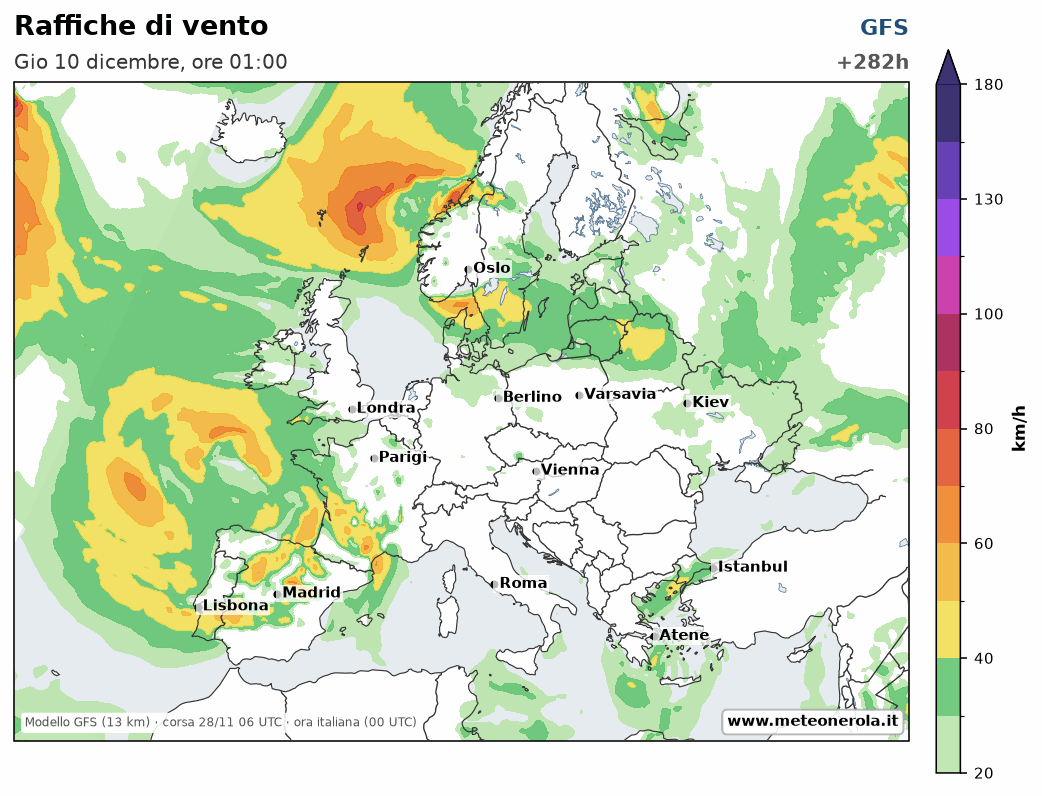 Raffiche di vento
GFS
Gio 10 dicembre, ore 01:00
+282h
180
130
100
80
60
40
20
km/h
Oslo
Londra
Berlino
Varsavia
Kiev
Parigi
Vienna
Istanbul
Roma
Madrid
Lisbona
Atene
Modello GFS (13 km) · corsa 28/11 06 UTC · ora italiana (00 UTC)
www.meteonerola.it